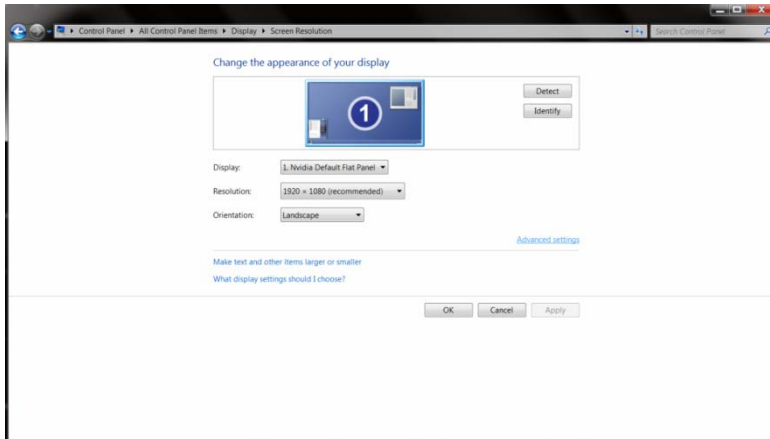 Control Panel ▸ All Control Panel Items ▸ Display ▸ Screen Resolution
Search Control Panel
Change the appearance of your display
1
Detect
Identify
Display: 1. Nvidia Default Flat Panel
Resolution: 1920 × 1080 (recommended)
Orientation: Landscape
Advanced settings
Make text and other items larger or smaller
What display settings should I choose?
OK Cancel Apply